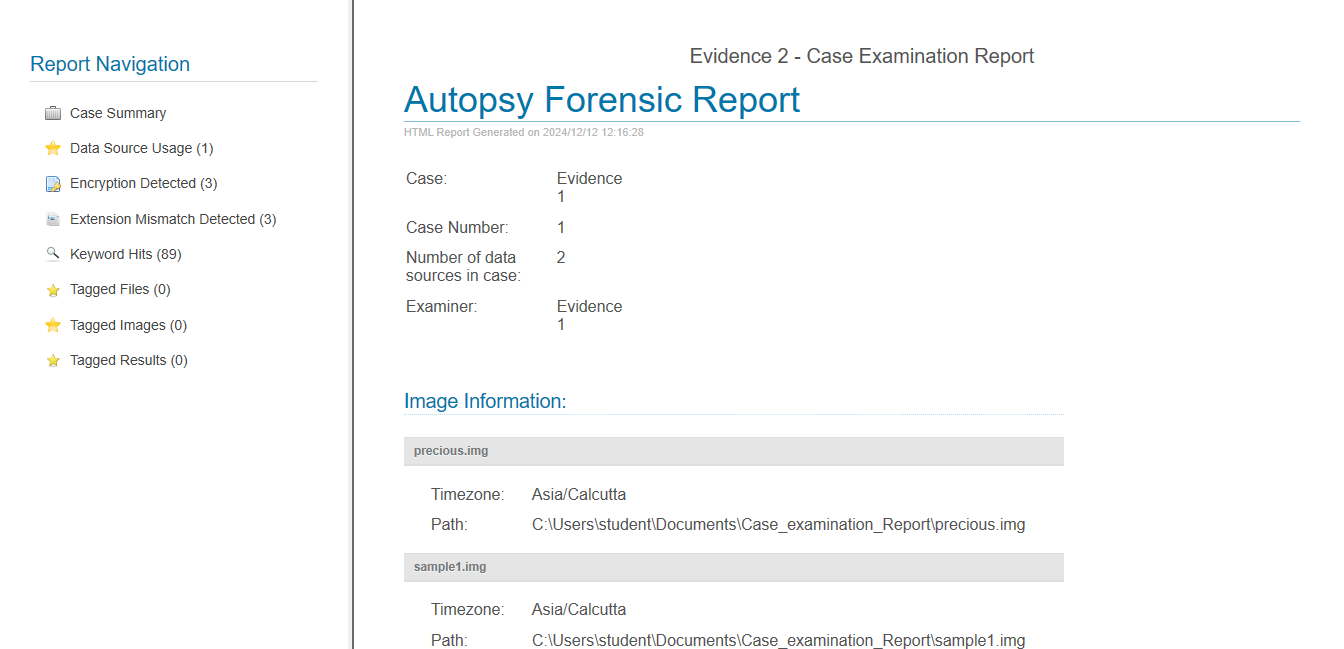 Report Navigation
Case Summary
Data Source Usage (1)
Encryption Detected (3)
Extension Mismatch Detected (3)
Keyword Hits (89)
Tagged Files (0)
Tagged Images (0)
Tagged Results (0)
Evidence 2 - Case Examination Report
Autopsy Forensic Report
HTML Report Generated on 2024/12/12 12:16:28
Case: Evidence
1
Case Number: 1
Number of data 2
sources in case:
Examiner: Evidence
1
Image Information:
precious.img
Timezone: Asia/Calcutta
Path: C:\Users\student\Documents\Case_examination_Report\precious.img
sample1.img
Timezone: Asia/Calcutta
Path: C:\Users\student\Documents\Case_examination_Report\sample1.img